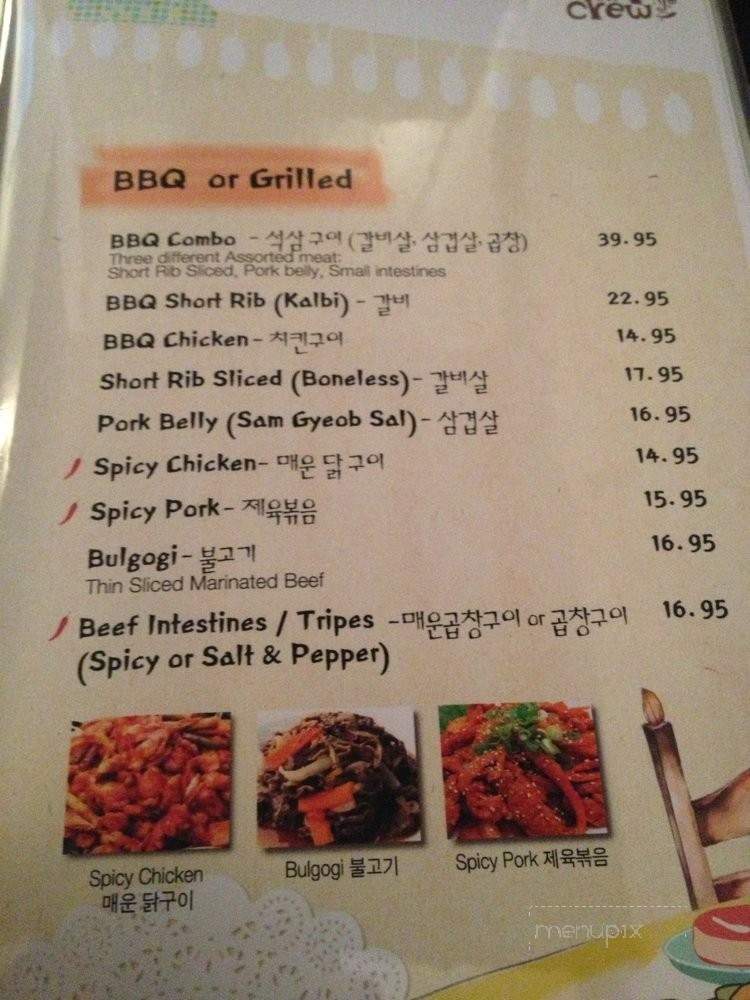 crew
BBQ or Grilled
BBQ Combo - 석삼구이 (갈비살, 삼겹살, 곱창) 39.95
Three different Assorted meat:
Short Rib Sliced, Pork belly, Small intestines
BBQ Short Rib (Kalbi) - 갈비 22.95
BBQ Chicken - 치킨구이 14.95
Short Rib Sliced (Boneless) - 갈비살 17.95
Pork Belly (Sam Gyeob Sal) - 삼겹살 16.95
Spicy Chicken - 매운 닭 구이 14.95
Spicy Pork - 제육볶음 15.95
Bulgogi - 불고기 16.95
Thin Sliced Marinated Beef
Beef Intestines / Tripes - 매운곱창구이 or 곱창구이 16.95
(Spicy or Salt & Pepper)
Spicy Chicken
매운 닭구이
Bulgogi 불고기
Spicy Pork 제육볶음
menupix